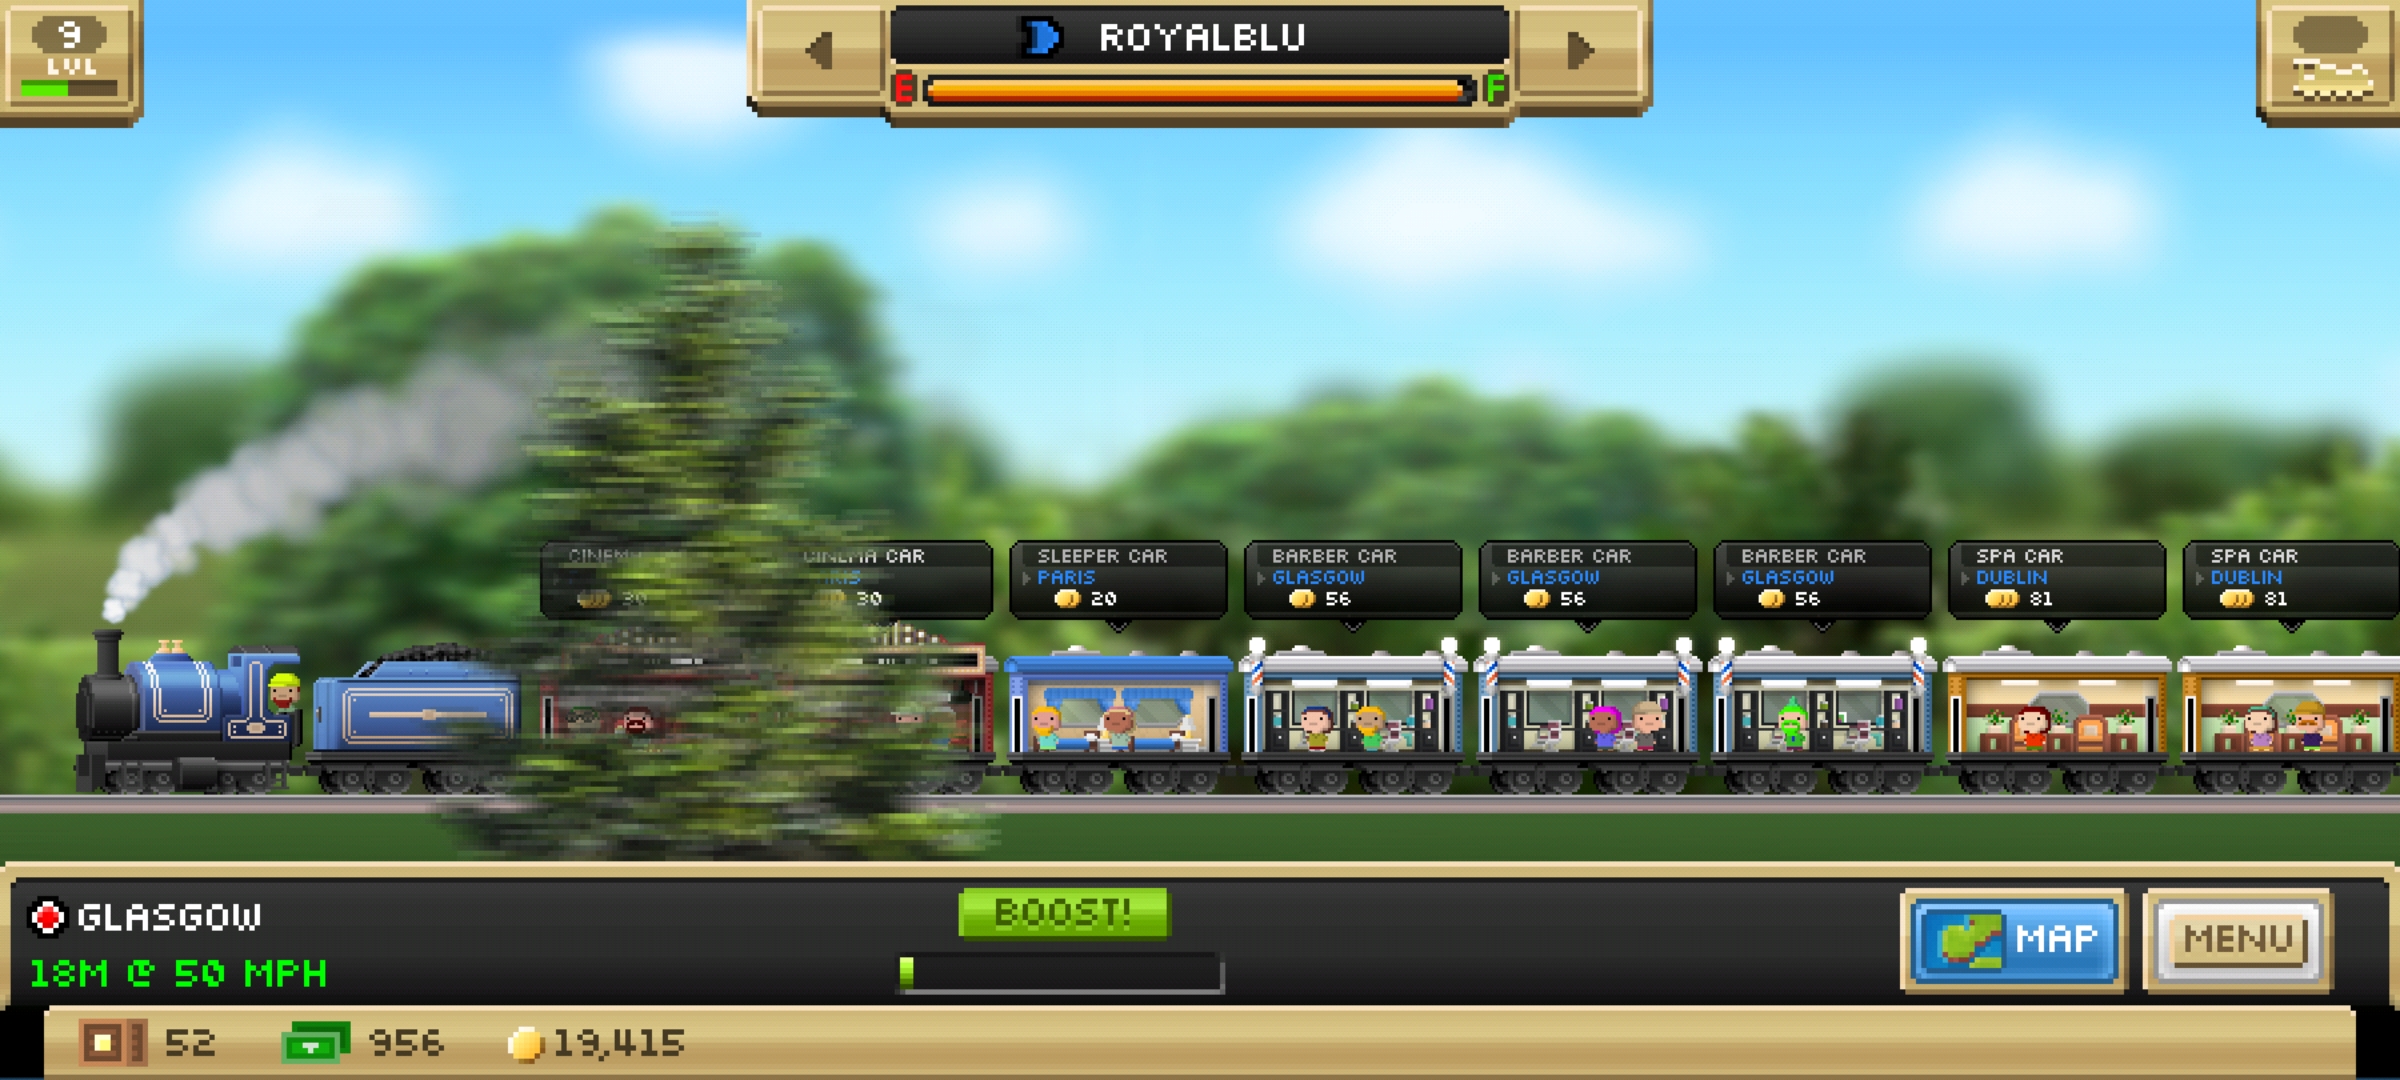 9
LVL
ROYALBLU
E F
CINEMA
30
CINEMA CAR
30
SLEEPER CAR
PARIS
20
BARBER CAR
GLASGOW
56
BARBER CAR
GLASGOW
56
BARBER CAR
GLASGOW
56
SPA CAR
DUBLIN
81
SPA CAR
DUBLIN
81
GLASGOW
18M @ 50 MPH
BOOST!
MAP
MENU
52
956
19,415